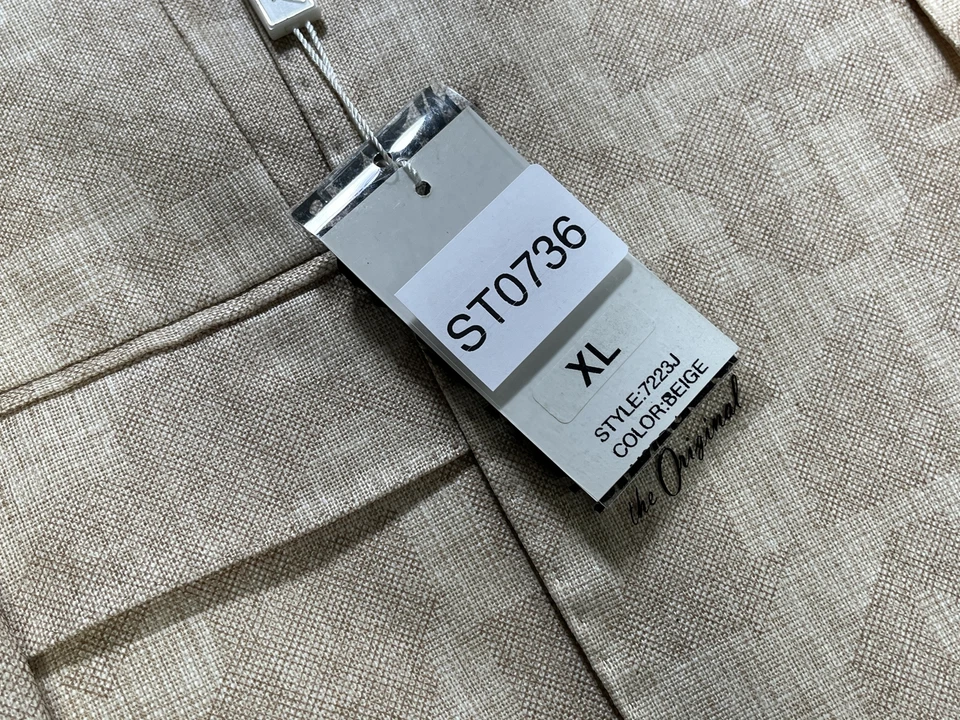 ST0736
XL
STYLE:7223J
COLOR:BEIGE
the Original